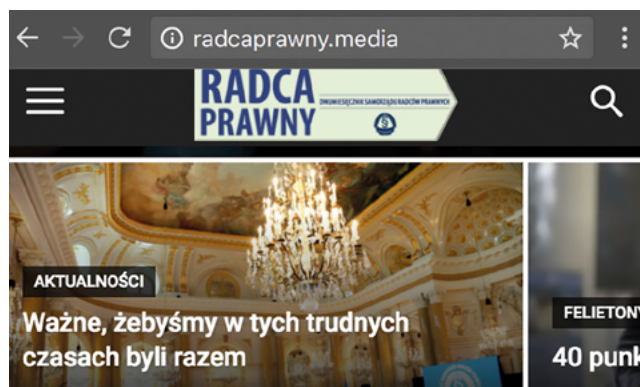 radcaprawny.media
RADCA
PRAWNY
DWUMIESIĘCZNIK SAMORZĄDU RADCÓW PRAWNYCH
AKTUALNOŚCI
Ważne, żebyśmy w tych trudnych
czasach byli razem
FELIETONY
40 punk